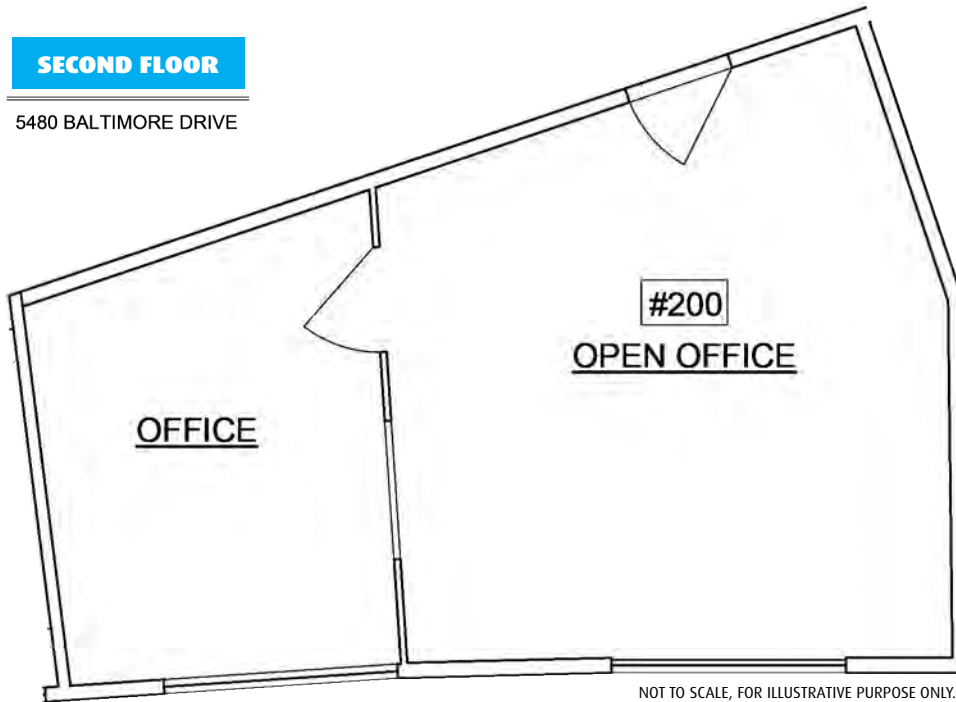 SECOND FLOOR
5480 BALTIMORE DRIVE
#200
OPEN OFFICE
OFFICE
NOT TO SCALE, FOR ILLUSTRATIVE PURPOSE ONLY.